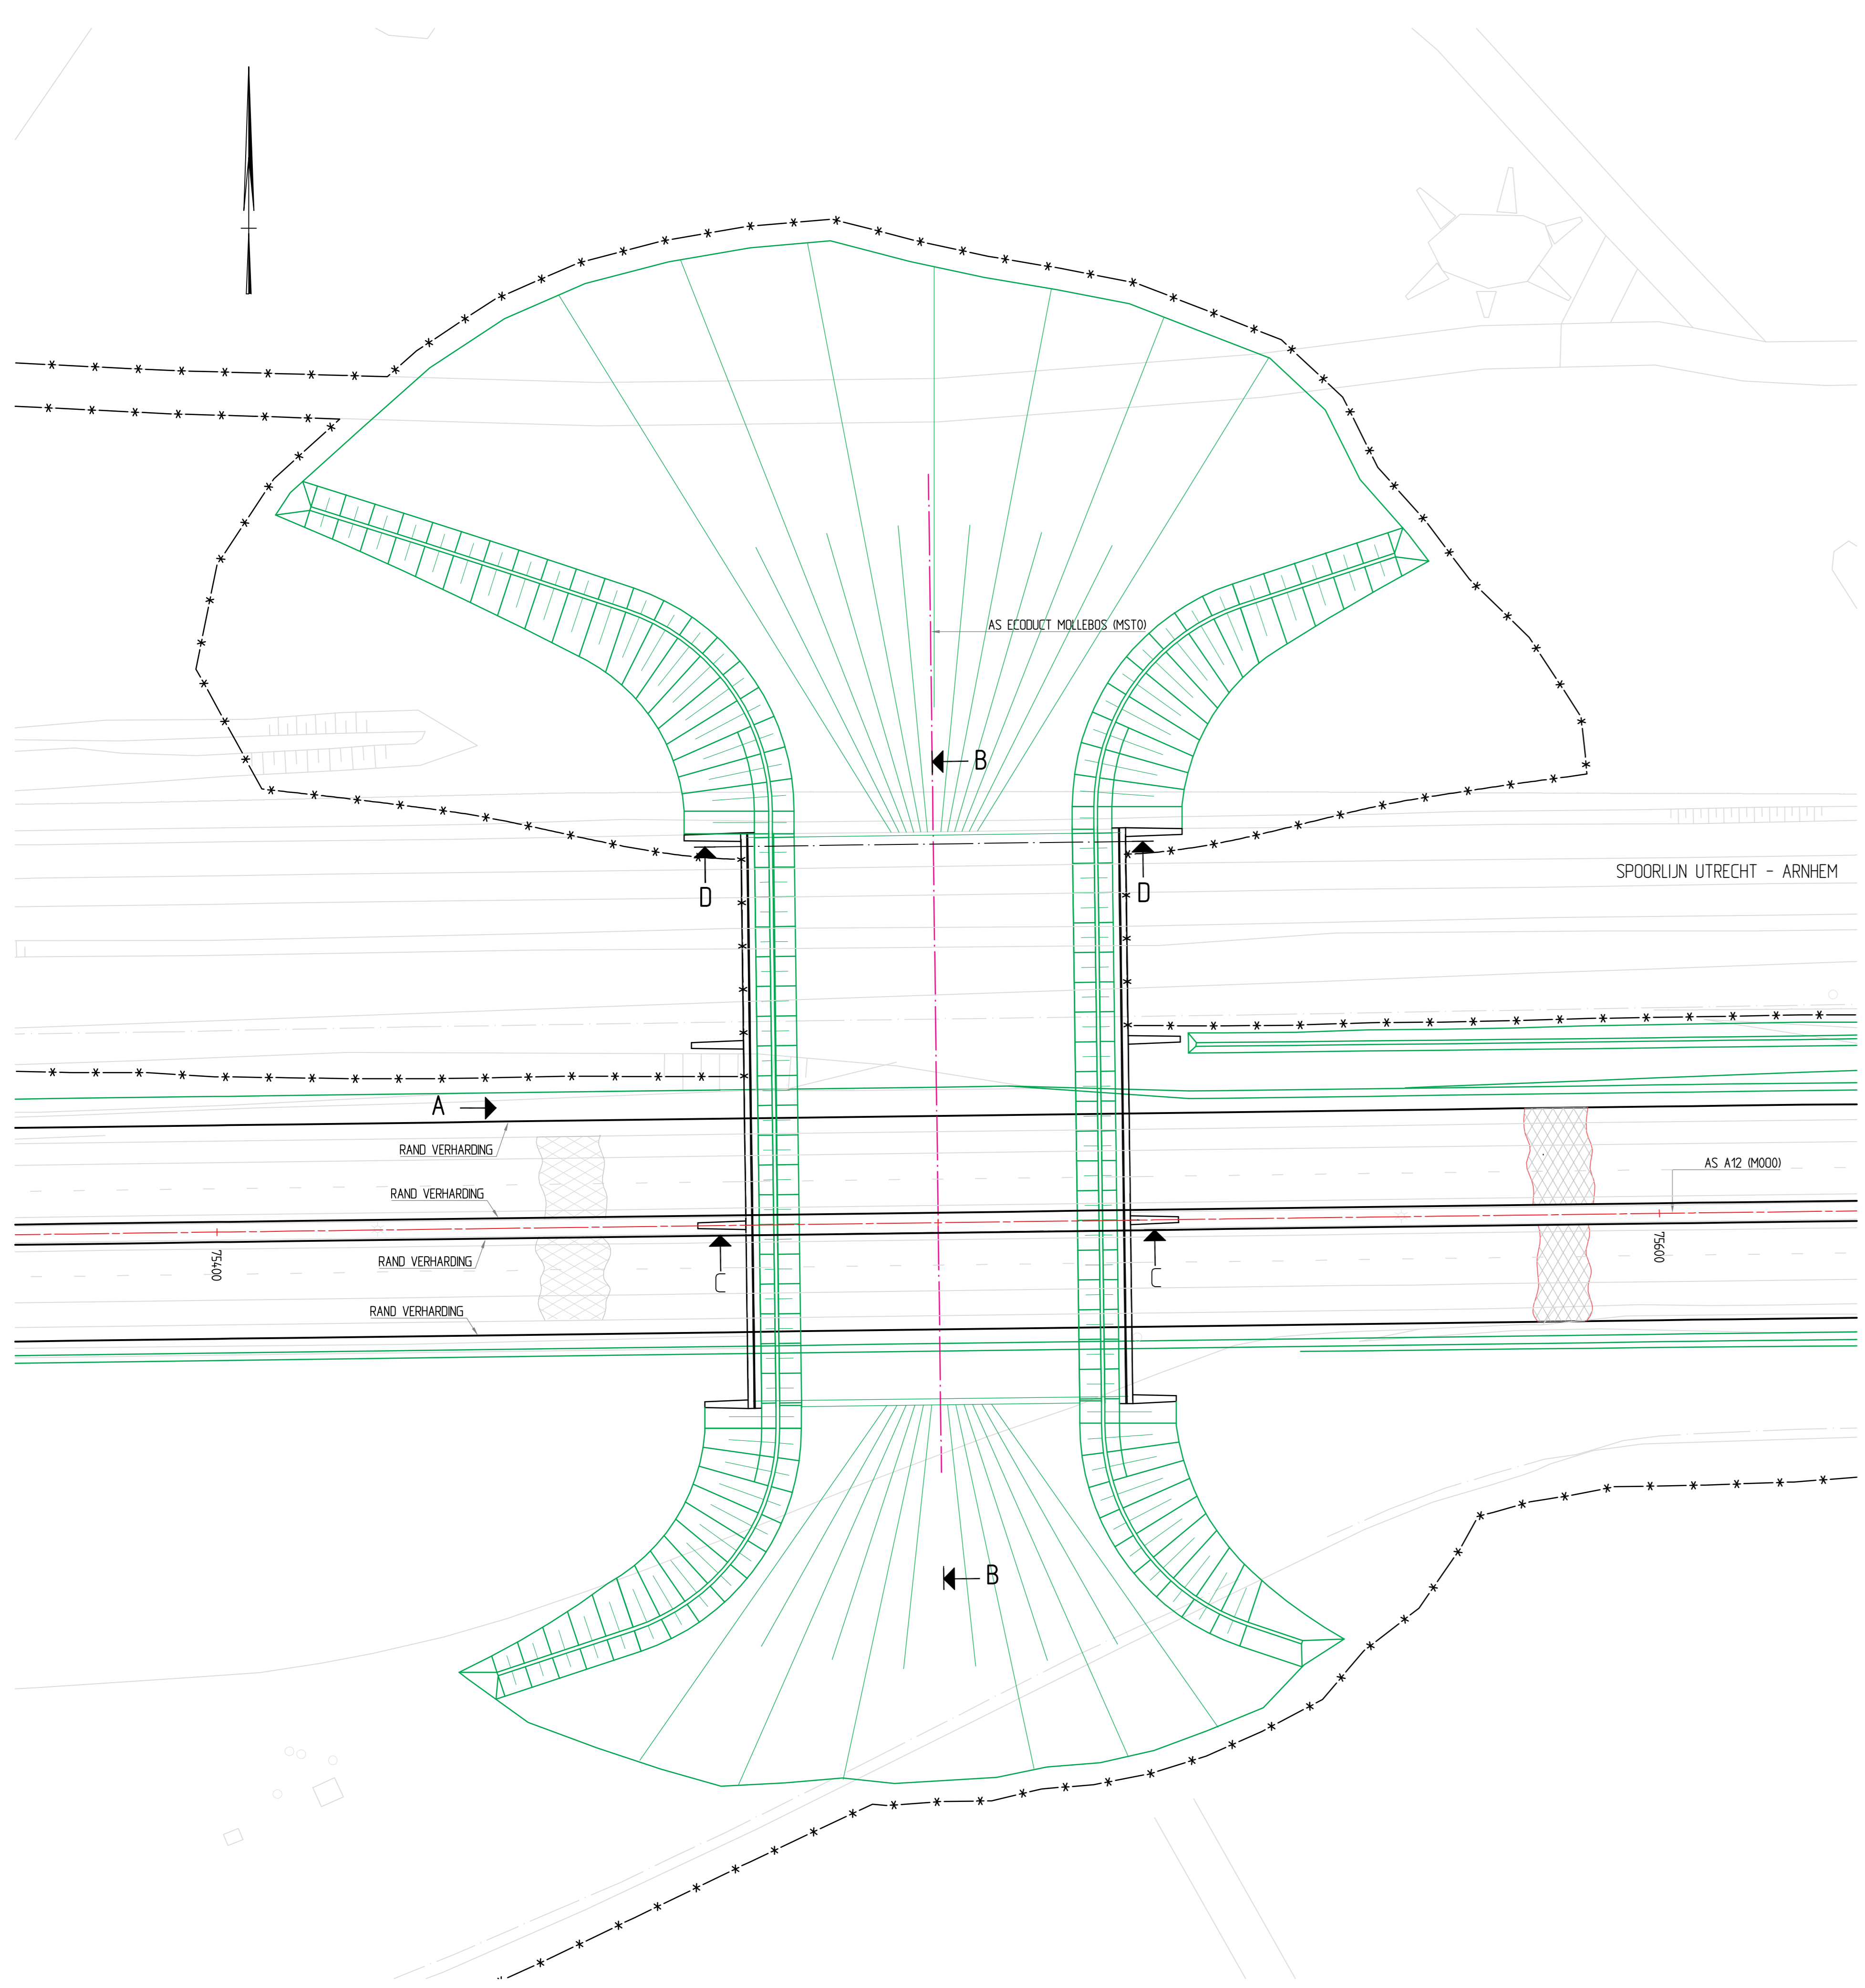 AS ECODUCT MOLLEBOS (MST0)
B
SPOORLIJN UTRECHT - ARNHEM
D
D
A
RAND VERHARDING
AS A12 (M000)
RAND VERHARDING
75400
RAND VERHARDING
75600
C
C
RAND VERHARDING
B